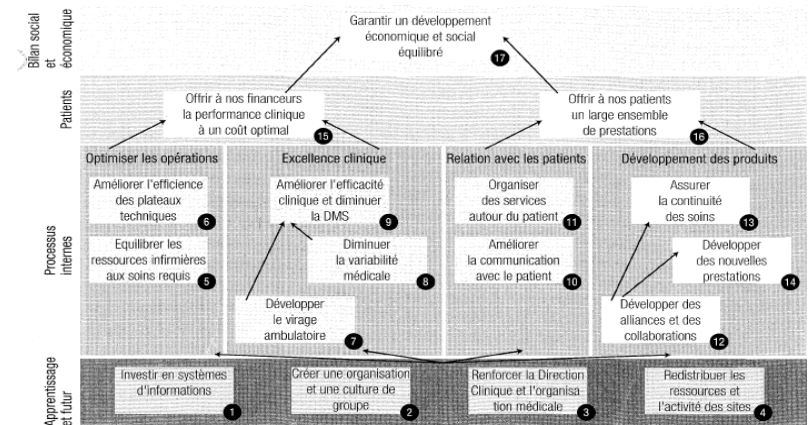 Bilan social
et
économique
Garantir un développement
économique et social
équilibré
17
Patients
Offrir à nos financeurs
la performance clinique
à un coût optimal
15
Offrir à nos patients
un large ensemble
de prestations
16
Processus
internes
Optimiser les opérations
Améliorer l'efficience
des plateaux
techniques
6
Equilibrer les
ressources infirmières
aux soins requis
5
Excellence clinique
Améliorer l'efficacité
clinique et diminuer
la DMS
9
Diminuer
la variabilité
médicale
8
Développer
le virage
ambulatoire
7
Relation avec les patients
Organiser
des services
autour du patient
11
Améliorer
la communication
avec le patient
10
Développement des produits
Assurer
la continuité
des soins
13
Développer
des nouvelles
prestations
14
Développer des
alliances et des
collaborations
12
Apprentissage
et futur
Investir en systèmes
d'informations
1
Créer une organisation
et une culture de
groupe
2
Renforcer la Direction
Clinique et l'organisa-
tion médicale
3
Redistribuer les
ressources et
l'activité des sites
4